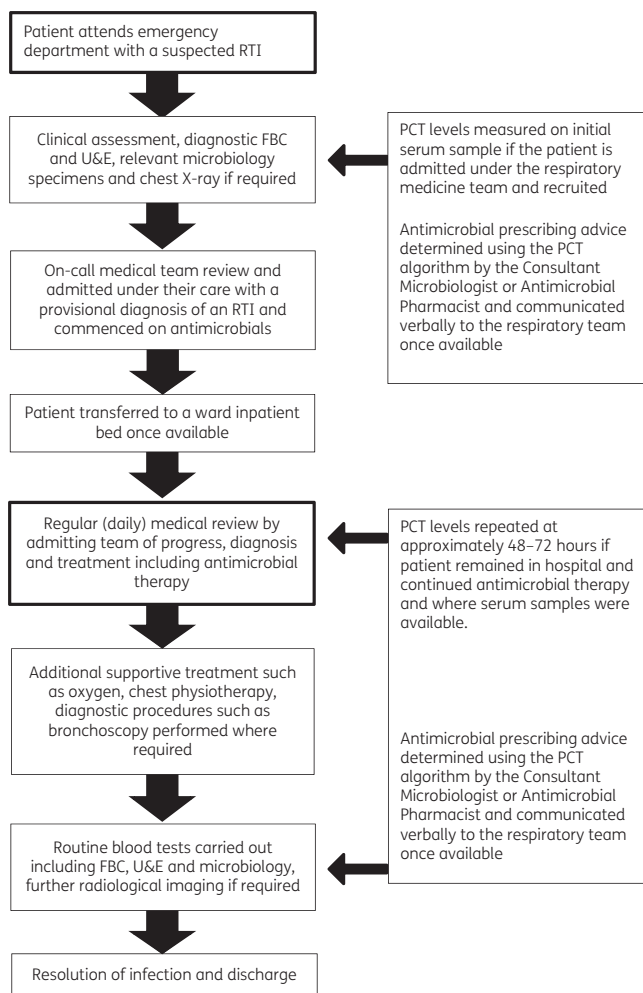 Patient attends emergency
department with a suspected RTI
Clinical assessment, diagnostic FBC
and U&E, relevant microbiology
specimens and chest X-ray if required
PCT levels measured on initial
serum sample if the patient is
admitted under the respiratory
medicine team and recruited
Antimicrobial prescribing advice
determined using the PCT
algorithm by the Consultant
Microbiologist or Antimicrobial
Pharmacist and communicated
verbally to the respiratory team
once available
On-call medical team review and
admitted under their care with a
provisional diagnosis of an RTI and
commenced on antimicrobials
Patient transferred to a ward inpatient
bed once available
Regular (daily) medical review by
admitting team of progress, diagnosis
and treatment including antimicrobial
therapy
PCT levels repeated at
approximately 48–72 hours if
patient remained in hospital and
continued antimicrobial therapy
and where serum samples were
available.
Additional supportive treatment such
as oxygen, chest physiotherapy,
diagnostic procedures such as
bronchoscopy performed where
required
Antimicrobial prescribing advice
determined using the PCT
algorithm by the Consultant
Microbiologist or Antimicrobial
Pharmacist and communicated
verbally to the respiratory team
once available
Routine blood tests carried out
including FBC, U&E and microbiology,
further radiological imaging if required
Resolution of infection and discharge